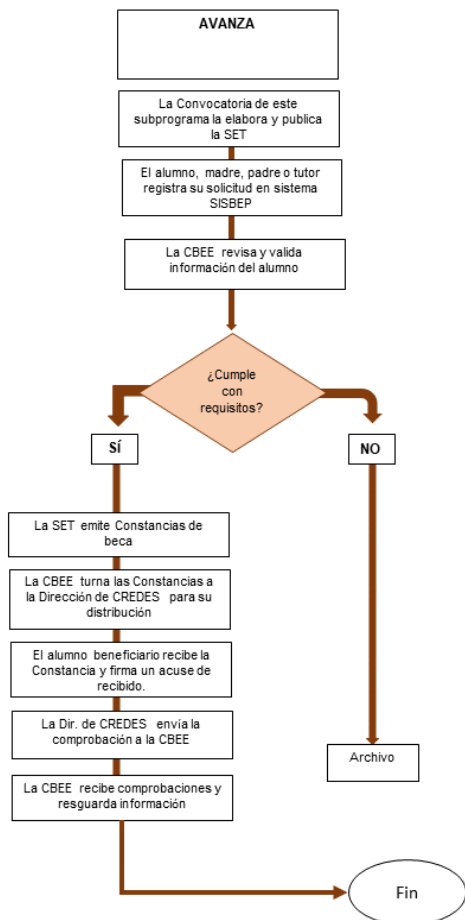 AVANZA
La Convocatoria de este
subprograma la elabora y publica
la SET
El alumno, madre, padre o tutor
registra su solicitud en sistema
SISBEP
La CBEE revisa y valida
información del alumno
¿Cumple
con
requisitos?
SÍ
NO
La SET emite Constancias de
beca
La CBEE turna las Constancias a
la Dirección de CREDES para su
distribución
El alumno beneficiario recibe la
Constancia y firma un acuse de
recibido.
La Dir. de CREDES envía la
comprobación a la CBEE
La CBEE recibe comprobaciones y
resguarda información
Archivo
Fin